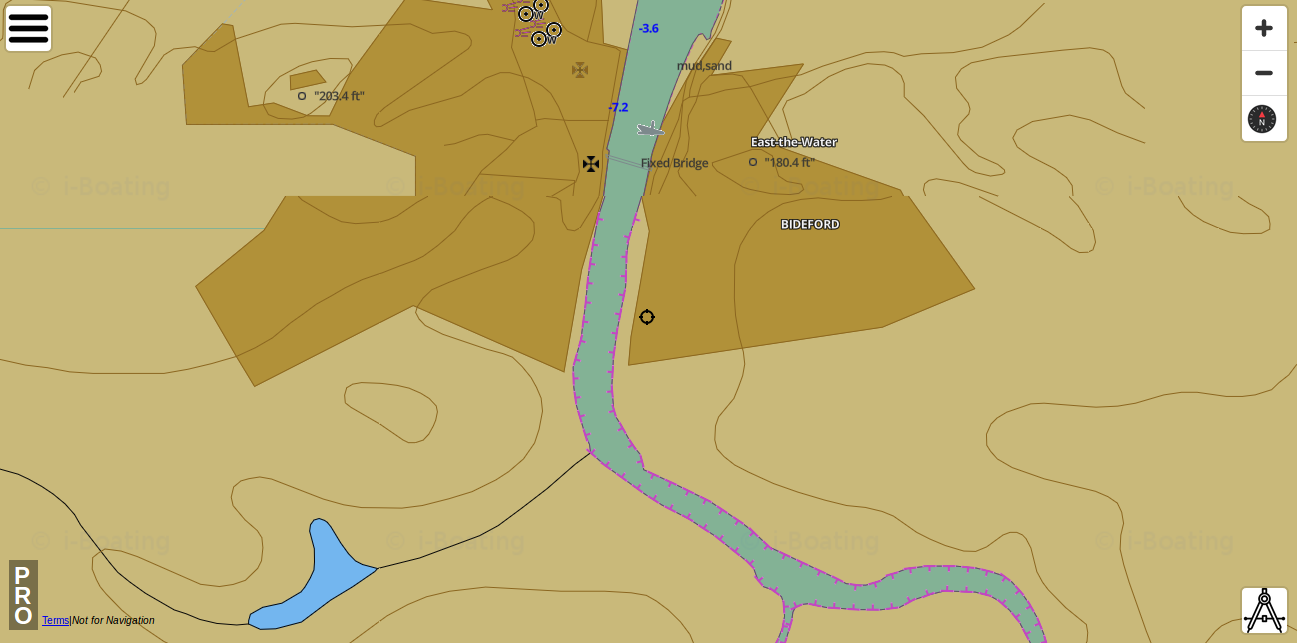 -3.6
W
W
mud,sand
"203.4 ft"
-7.2
East-the-Water
Fixed Bridge
"180.4 ft"
© i-Boating
© i-Boating
© i-Boating
© i-Boating
BIDEFORD
N
© i-Boating
© i-Boating
© i-Boating
© i-Boating
PRO
Terms|Not for Navigation